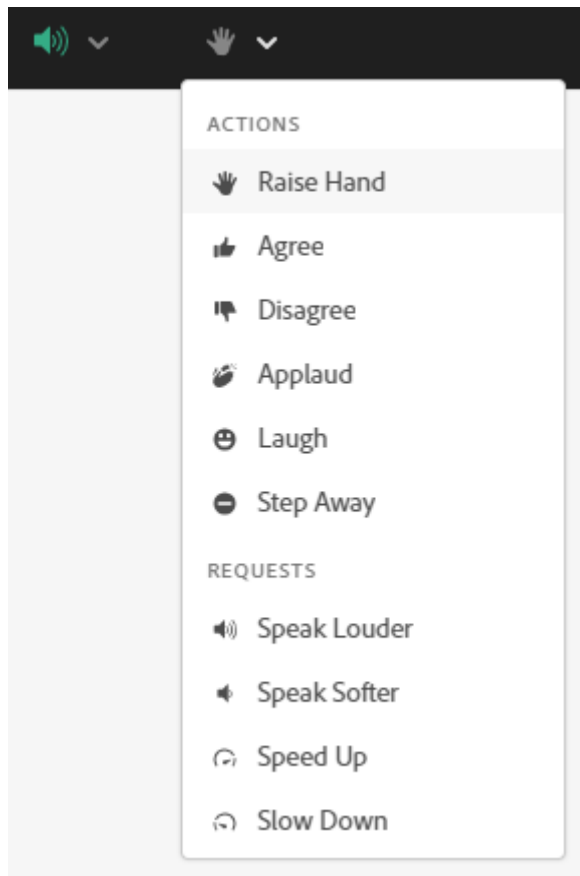 ACTIONS
Raise Hand
Agree
Disagree
Applaud
Laugh
Step Away
REQUESTS
Speak Louder
Speak Softer
Speed Up
Slow Down